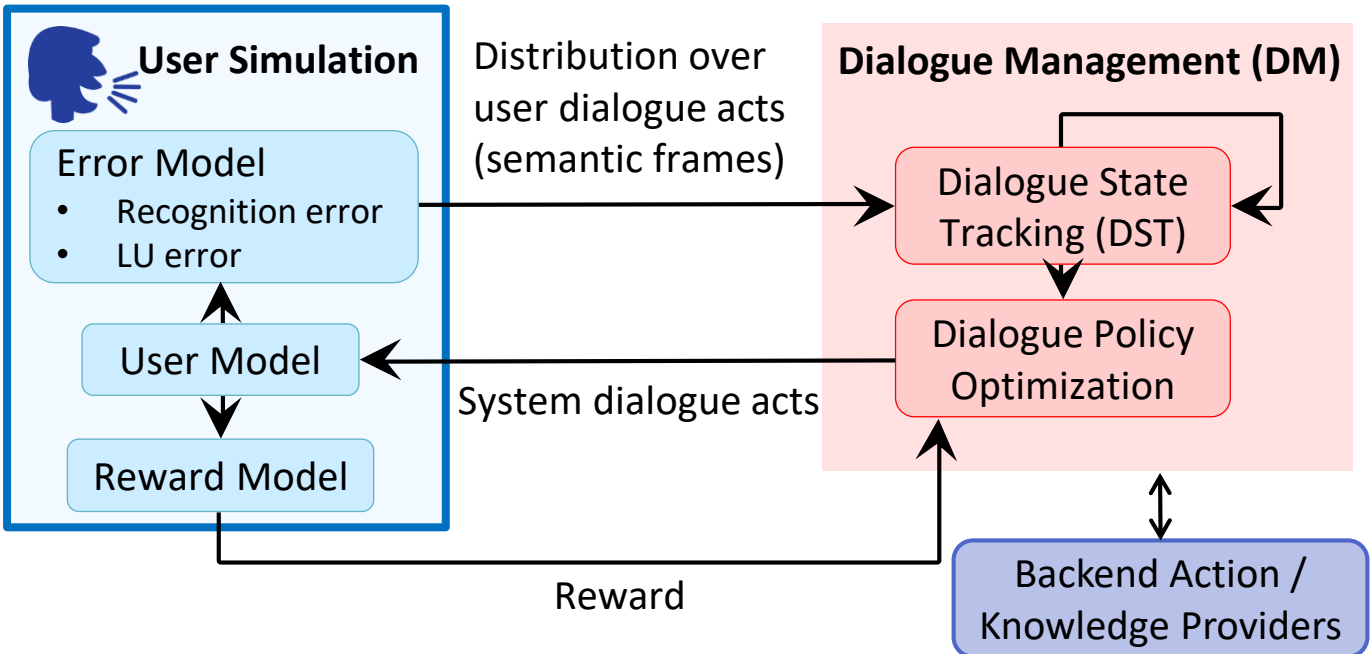 User Simulation
Error Model
• Recognition error
• LU error
User Model
Reward Model
Distribution over
user dialogue acts
(semantic frames)
System dialogue acts
Reward
Dialogue Management (DM)
Dialogue State
Tracking (DST)
Dialogue Policy
Optimization
Backend Action /
Knowledge Providers